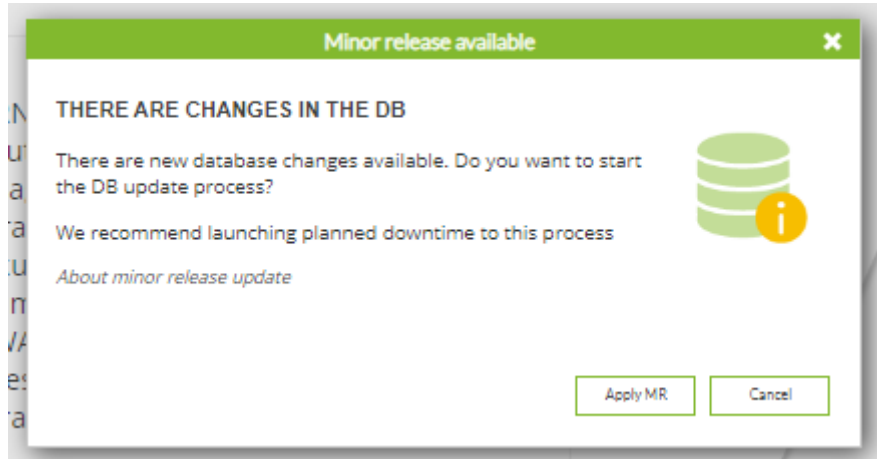 Minor release available
THERE ARE CHANGES IN THE DB
There are new database changes available. Do you want to start
the DB update process?
We recommend launching planned downtime to this process
About minor release update
Apply MR
Cancel